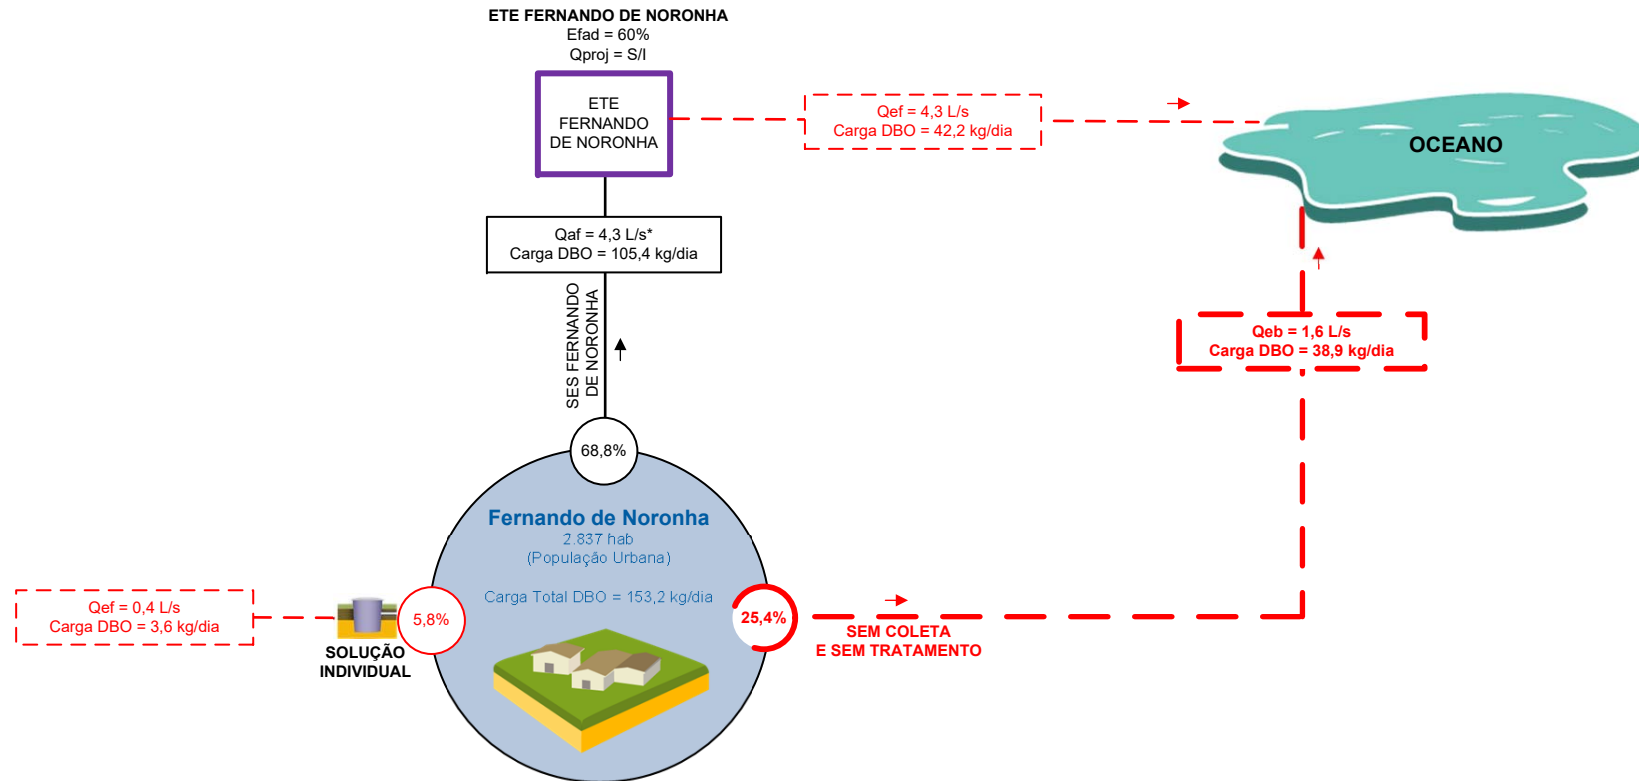 ETE FERNANDO DE NORONHA
Efad = 60%
Qproj = S/I
ETE
FERNANDO
DE NORONHA
Qef = 4,3 L/s
Carga DBO = 42,2 kg/dia
OCEANO
Qaf = 4,3 L/s*
Carga DBO = 105,4 kg/dia
SES FERNANDO
DE NORONHA
Qeb = 1,6 L/s
Carga DBO = 38,9 kg/dia
68,8%
Fernando de Noronha
2.837 hab
(População Urbana)
Carga Total DBO = 153,2 kg/dia
Qef = 0,4 L/s
Carga DBO = 3,6 kg/dia
5,8%
SOLUÇÃO
INDIVIDUAL
25,4%
SEM COLETA
E SEM TRATAMENTO